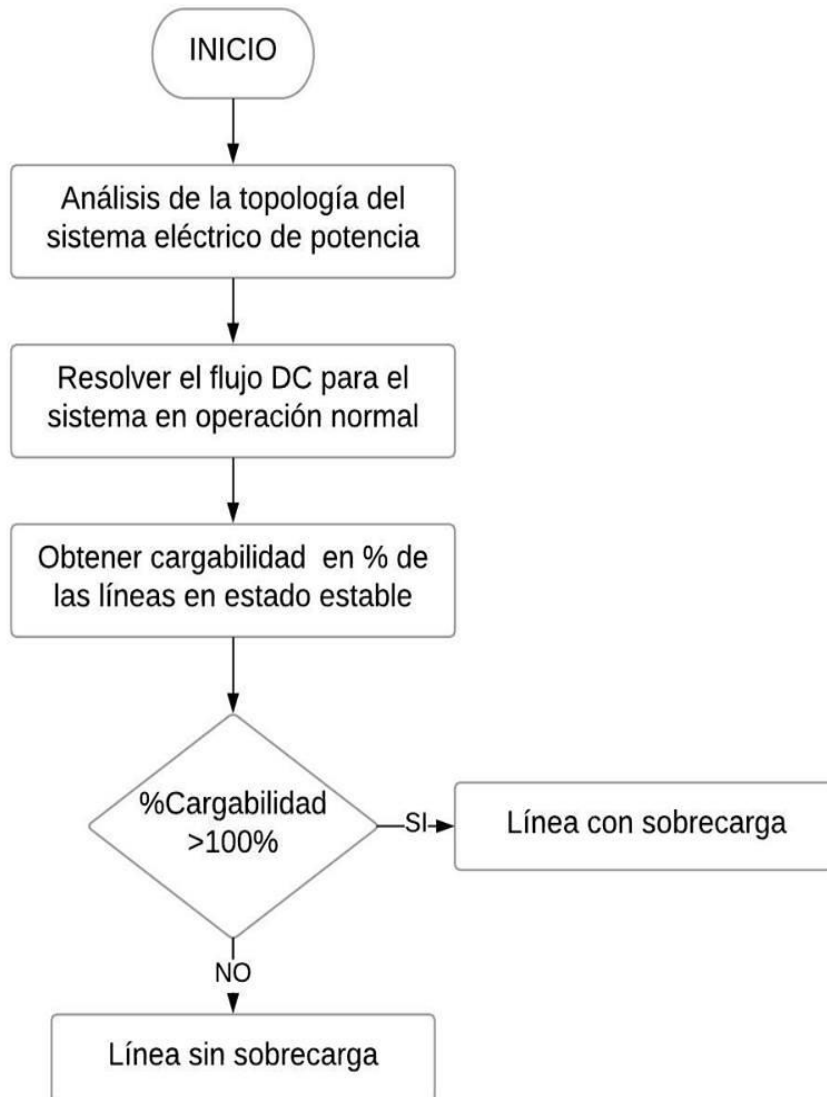 INICIO
Análisis de la topología del
sistema eléctrico de potencia
Resolver el flujo DC para el
sistema en operación normal
Obtener cargabilidad en % de
las líneas en estado estable
%Cargabilidad
>100%
SI
Línea con sobrecarga
NO
Línea sin sobrecarga